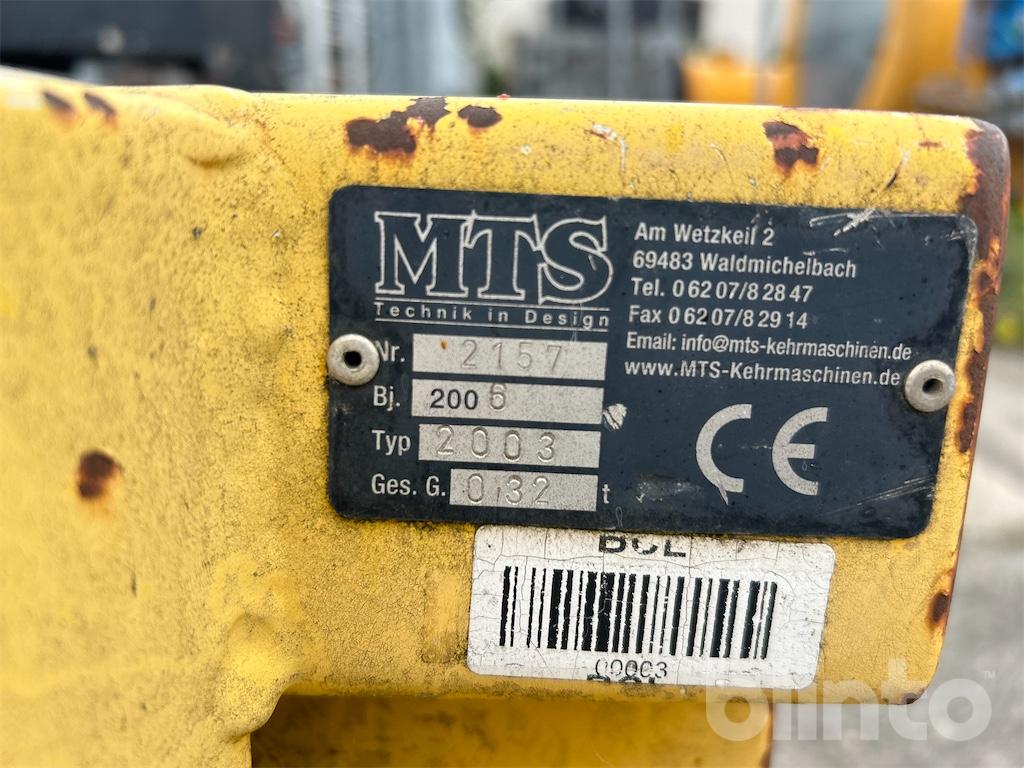 MTS
Technik in Design
Am Wetzkeil 2
69483 Waldmichelbach
Tel. 0 62 07/8 28 47
Fax 0 62 07/8 29 14
Email: info@mts-kehrmaschinen.de
www.MTS-Kehrmaschinen.de
Nr. 2157
Bj. 2006
Typ 2003
Ges. G. 0,32 t
CE
BCL
00003
blinto™